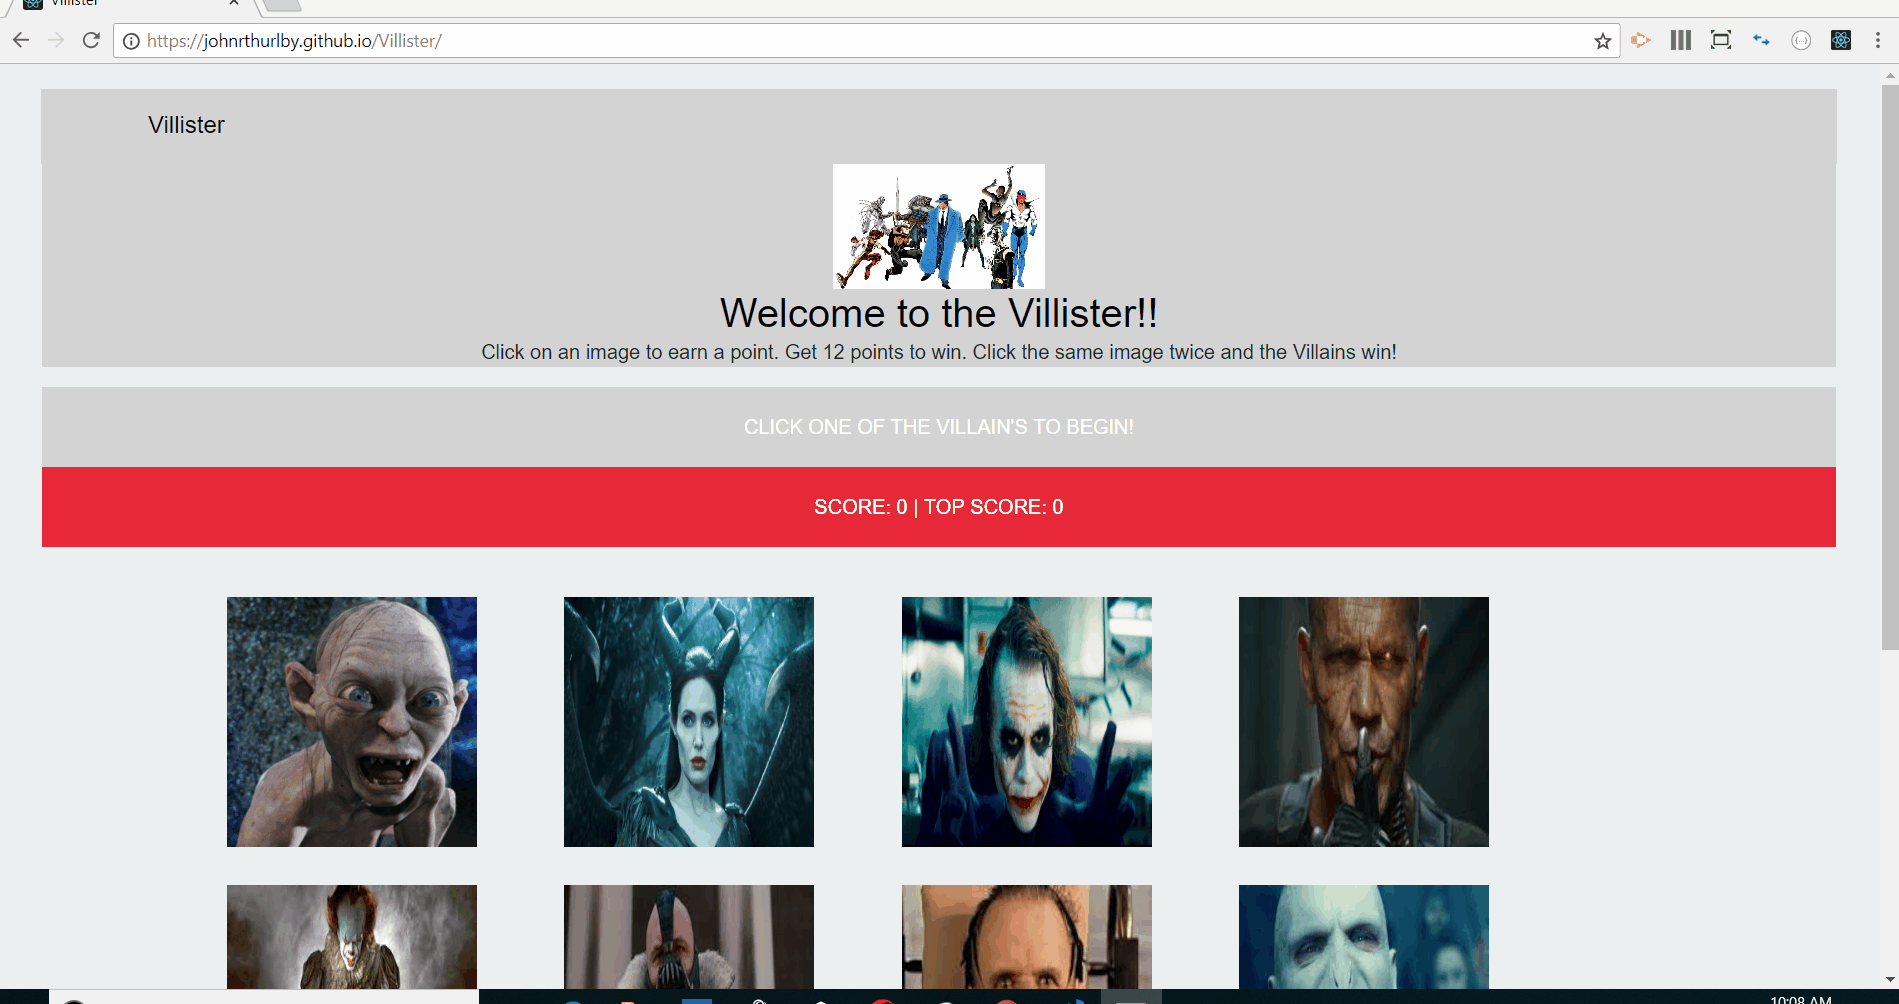 Villister
https://johnrthurlby.github.io/Villister/
Villister
Welcome to the Villister!!
Click on an image to earn a point. Get 12 points to win. Click the same image twice and the Villains win!
CLICK ONE OF THE VILLAIN'S TO BEGIN!
SCORE: 0 | TOP SCORE: 0
10:08 AM